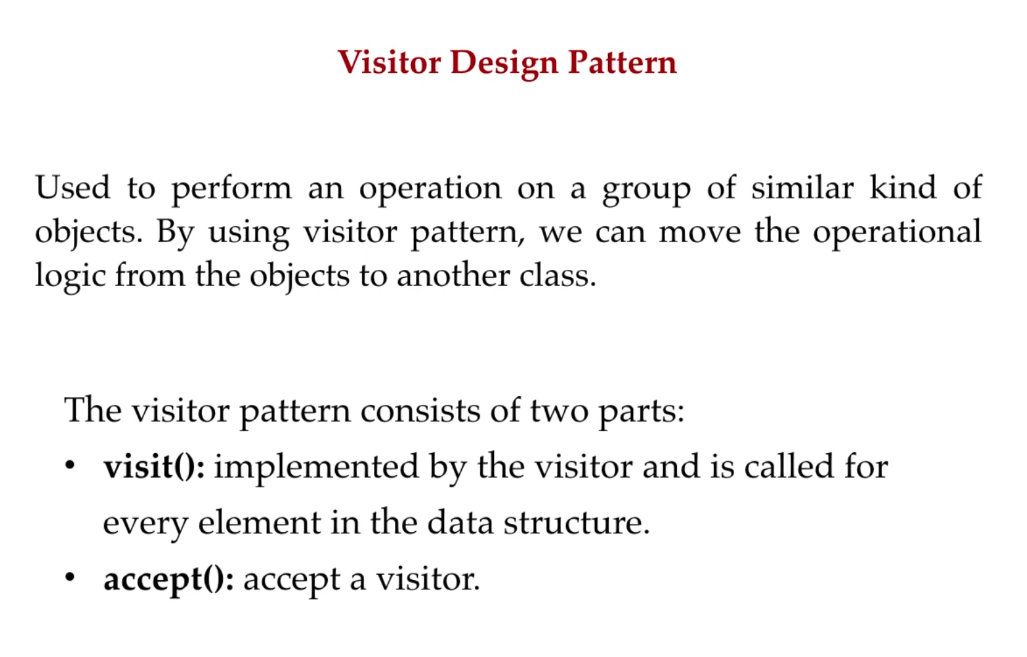 Visitor Design Pattern
Used to perform an operation on a group of similar kind of
objects. By using visitor pattern, we can move the operational
logic from the objects to another class.
The visitor pattern consists of two parts:
• visit(): implemented by the visitor and is called for
every element in the data structure.
• accept(): accept a visitor.